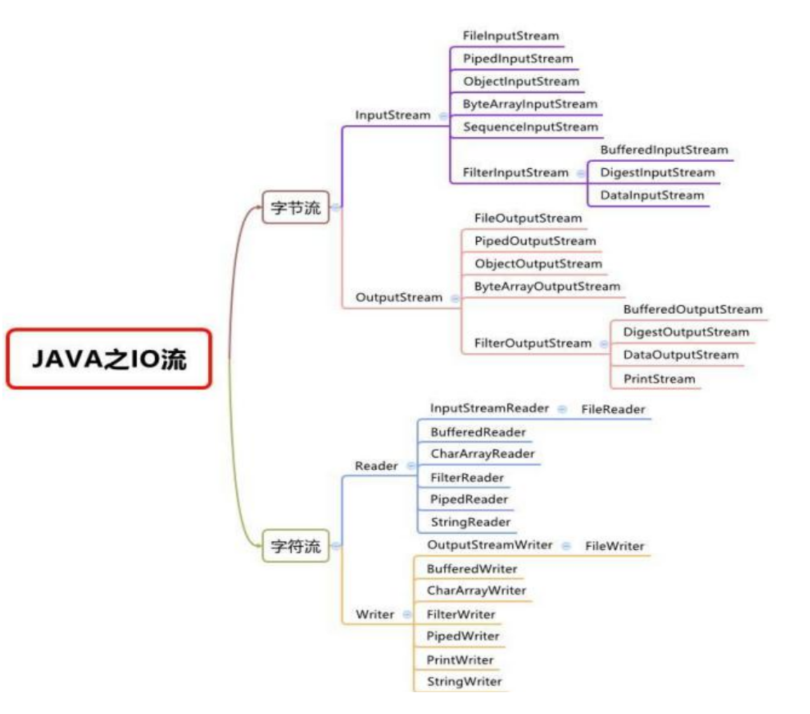 FileInputStream
PipedInputStream
ObjectInputStream
InputStream
ByteArrayInputStream
SequenceInputStream
FilterInputStream
BufferedInputStream
DigestInputStream
DataInputStream
字节流
FileOutputStream
PipedOutputStream
ObjectOutputStream
OutputStream
ByteArrayOutputStream
FilterOutputStream
BufferedOutputStream
DigestOutputStream
DataOutputStream
PrintStream
JAVA之IO流
InputStreamReader FileReader
BufferedReader
CharArrayReader
Reader
FilterReader
PipedReader
StringReader
字符流
OutputStreamWriter FileWriter
BufferedWriter
CharArrayWriter
Writer
FilterWriter
PipedWriter
PrintWriter
StringWriter